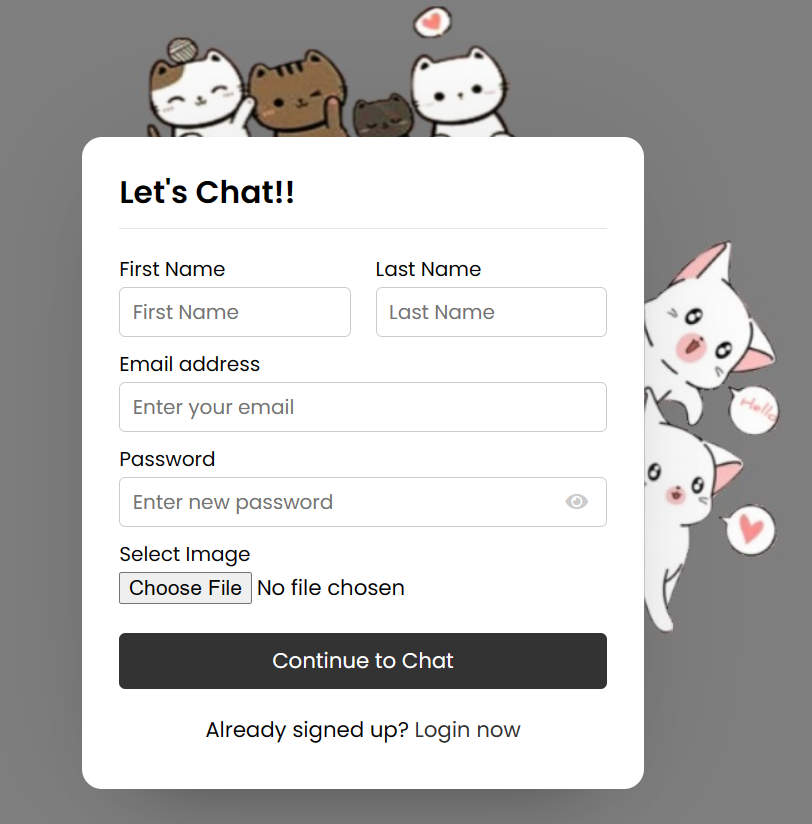 Let's Chat!!
First Name Last Name
First Name Last Name
Email address
Enter your email
Hello
Password
Enter new password
Select Image
Choose File No file chosen
Continue to Chat
Already signed up? Login now